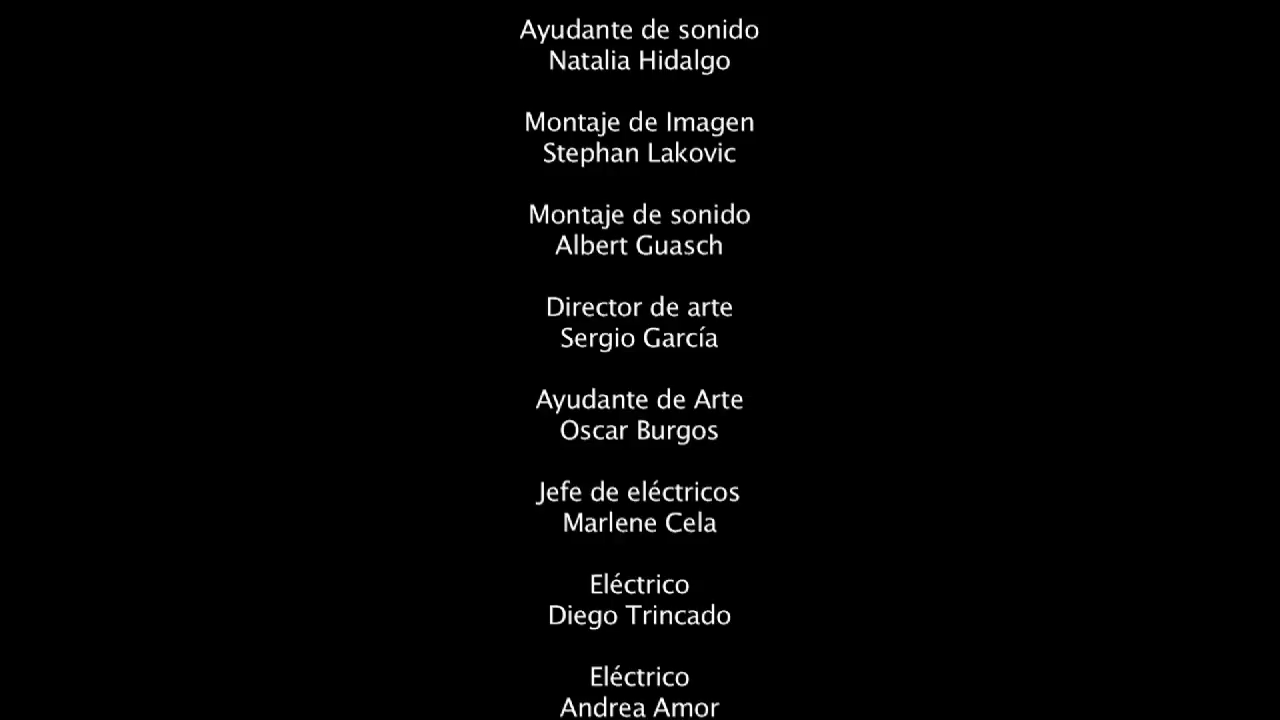 Ayudante de sonido
Natalia Hidalgo
Montaje de Imagen
Stephan Lakovic
Montaje de sonido
Albert Guasch
Director de arte
Sergio García
Ayudante de Arte
Oscar Burgos
Jefe de eléctricos
Marlene Cela
Eléctrico
Diego Trincado
Eléctrico
Andrea Amor